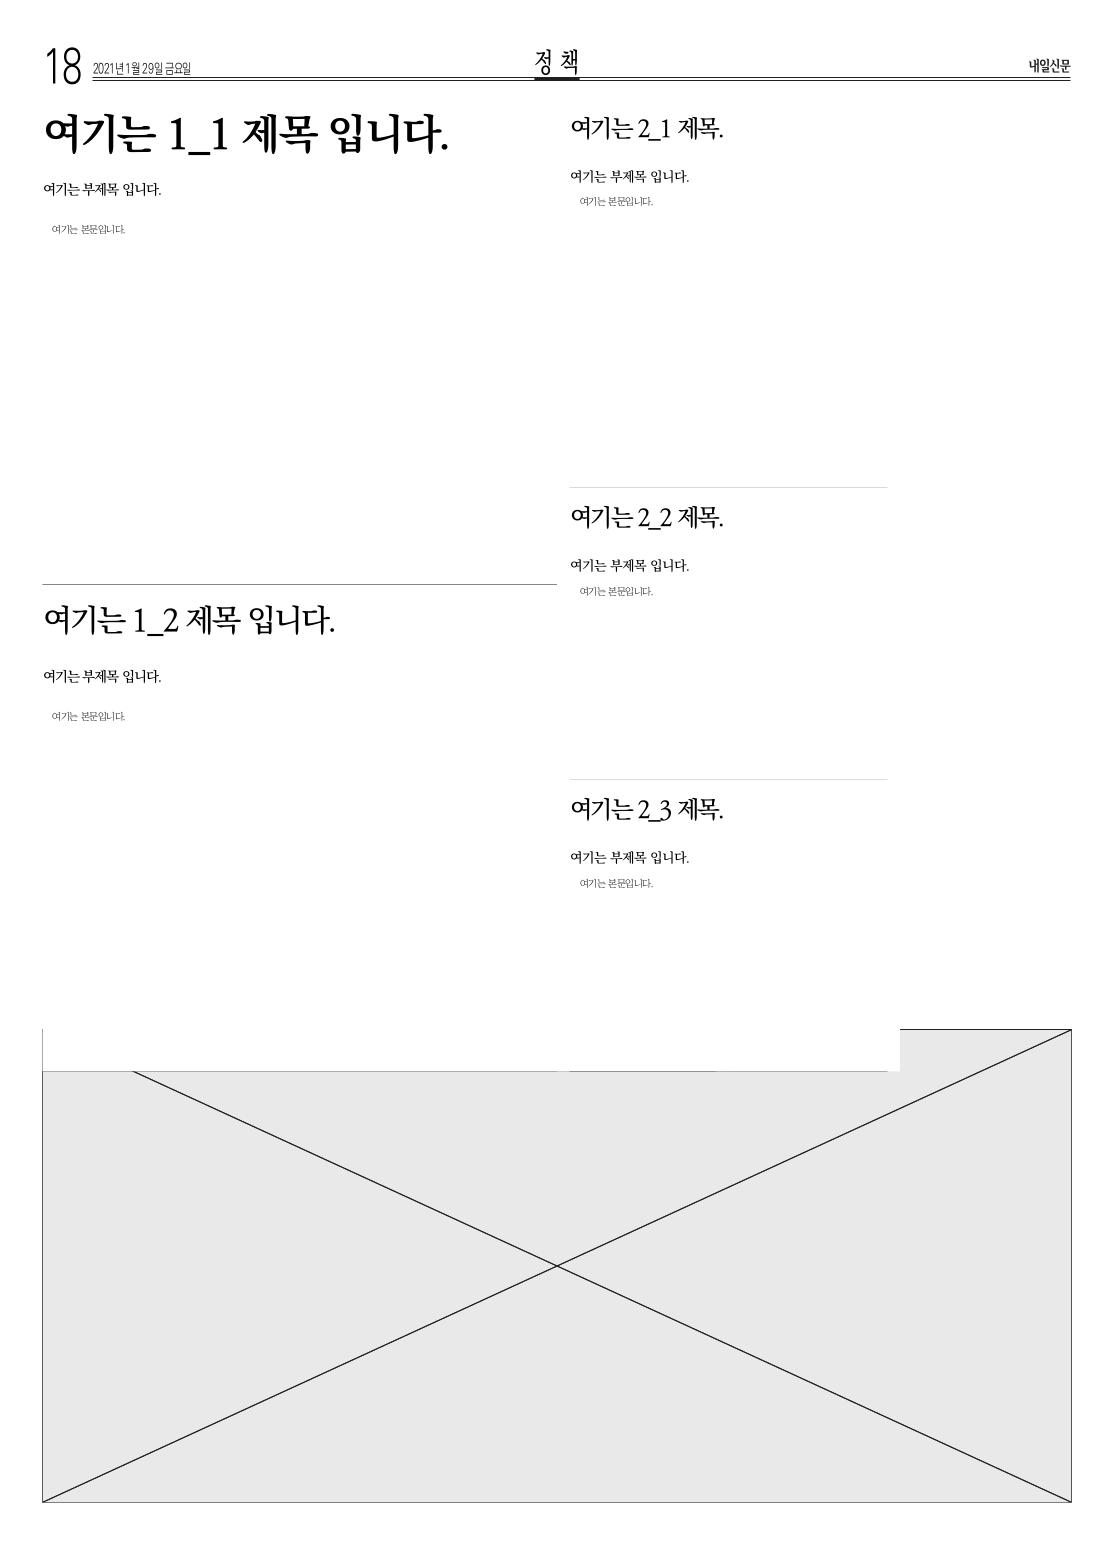 18 2021년 1월 29일 금요일
정 책
내일신문
여기는 1_1 제목 입니다.
여기는 부제목 입니다.
여기는 본문입니다.
여기는 1_2 제목 입니다.
여기는 부제목 입니다.
여기는 본문입니다.
여기는 2_1 제목.
여기는 부제목 입니다.
여기는 본문입니다.
여기는 2_2 제목.
여기는 부제목 입니다.
여기는 본문입니다.
여기는 2_3 제목.
여기는 부제목 입니다.
여기는 본문입니다.